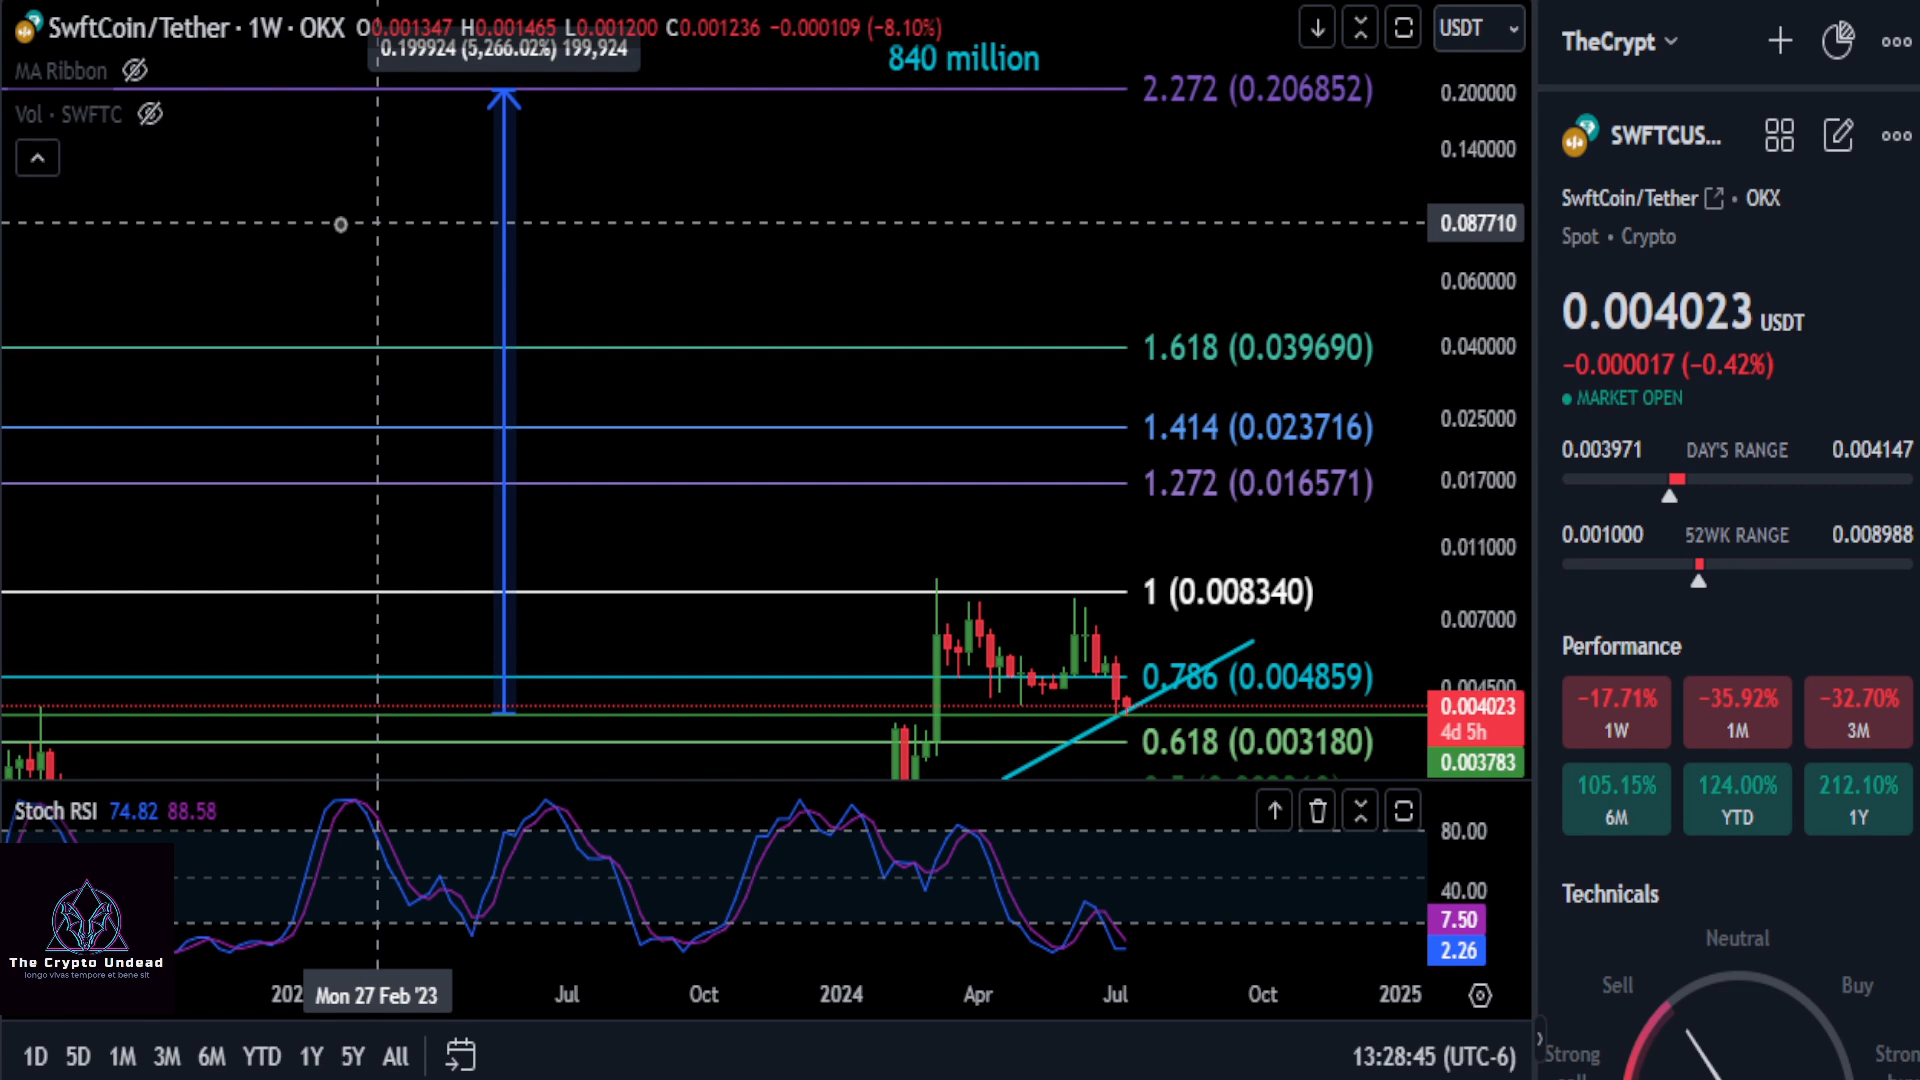 SwftCoin/Tether · 1W · OKX O0.001347 H0.001465 L0.001200 C0.001236 −0.000109 (−8.10%)
0.199924 (5,266.02%) 199,924
840 million
MA Ribbon
Vol · SWFTC
USDT
2.272 (0.206852)
1.618 (0.039690)
1.414 (0.023716)
1.272 (0.016571)
1 (0.008340)
0.786 (0.004859)
0.618 (0.003180)
0.200000
0.140000
0.087710
0.060000
0.040000
0.025000
0.017000
0.011000
0.007000
0.004500
0.004023
4d 5h
0.003783
Stoch RSI 74.82 88.58
80.00
40.00
7.50
2.26
The Crypto Undead
longo vivas tempore et bene sit
202
Mon 27 Feb '23
Jul
Oct
2024
Apr
Jul
Oct
2025
1D 5D 1M 3M 6M YTD 1Y 5Y All
13:28:45 (UTC-6)
TheCrypt
SWFTCUS...
SwftCoin/Tether · OKX
Spot · Crypto
0.004023 USDT
−0.000017 (−0.42%)
MARKET OPEN
0.003971 DAY'S RANGE 0.004147
0.001000 52WK RANGE 0.008988
Performance
−17.71% −35.92% −32.70%
1W 1M 3M
105.15% 124.00% 212.10%
6M YTD 1Y
Technicals
Neutral
Sell Buy
Strong